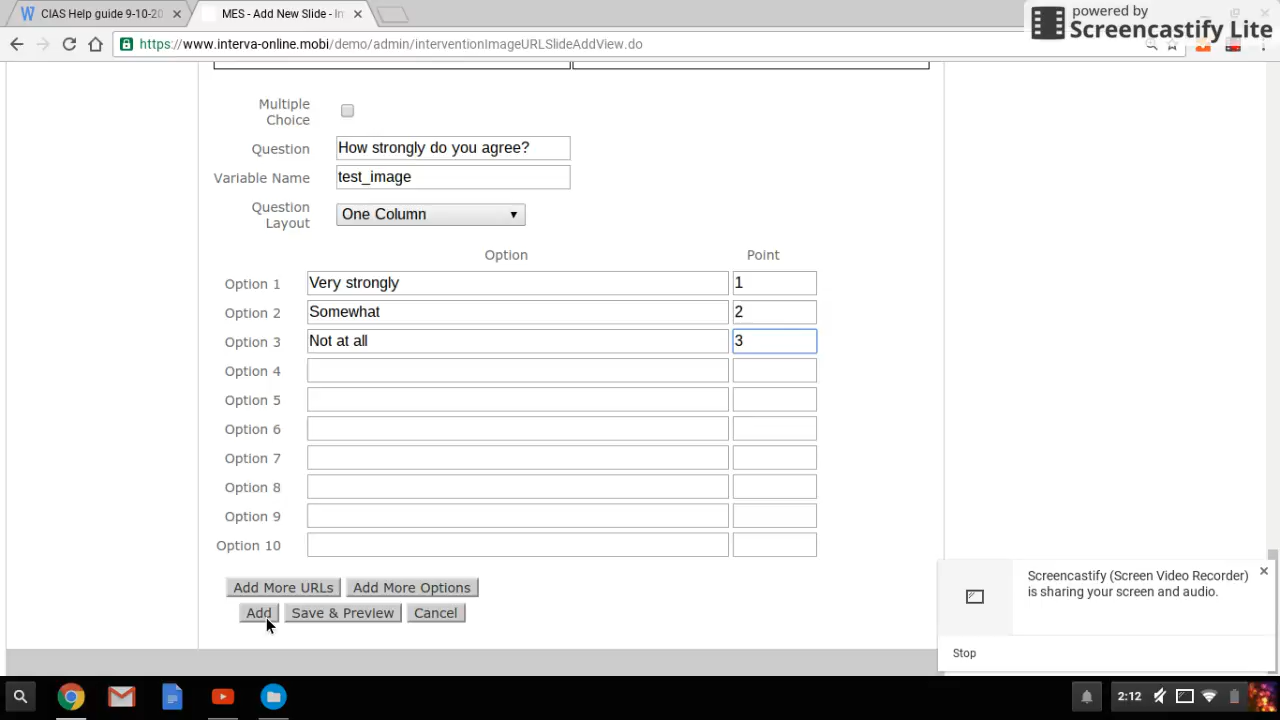 CIAS Help guide 9-10-20
MES - Add New Slide - In
powered by
Screencastify Lite
https://www.interva-online.mobi/demo/admin/interventionImageURLSlideAddView.do
Multiple
Choice
Question How strongly do you agree?
Variable Name test_image
Question
Layout
One Column
Option Point
Option 1 Very strongly 1
Option 2 Somewhat 2
Option 3 Not at all 3
Option 4
Option 5
Option 6
Option 7
Option 8
Option 9
Option 10
Add More URLs Add More Options
Add Save & Preview Cancel
Screencastify (Screen Video Recorder)
is sharing your screen and audio.
Stop
2:12